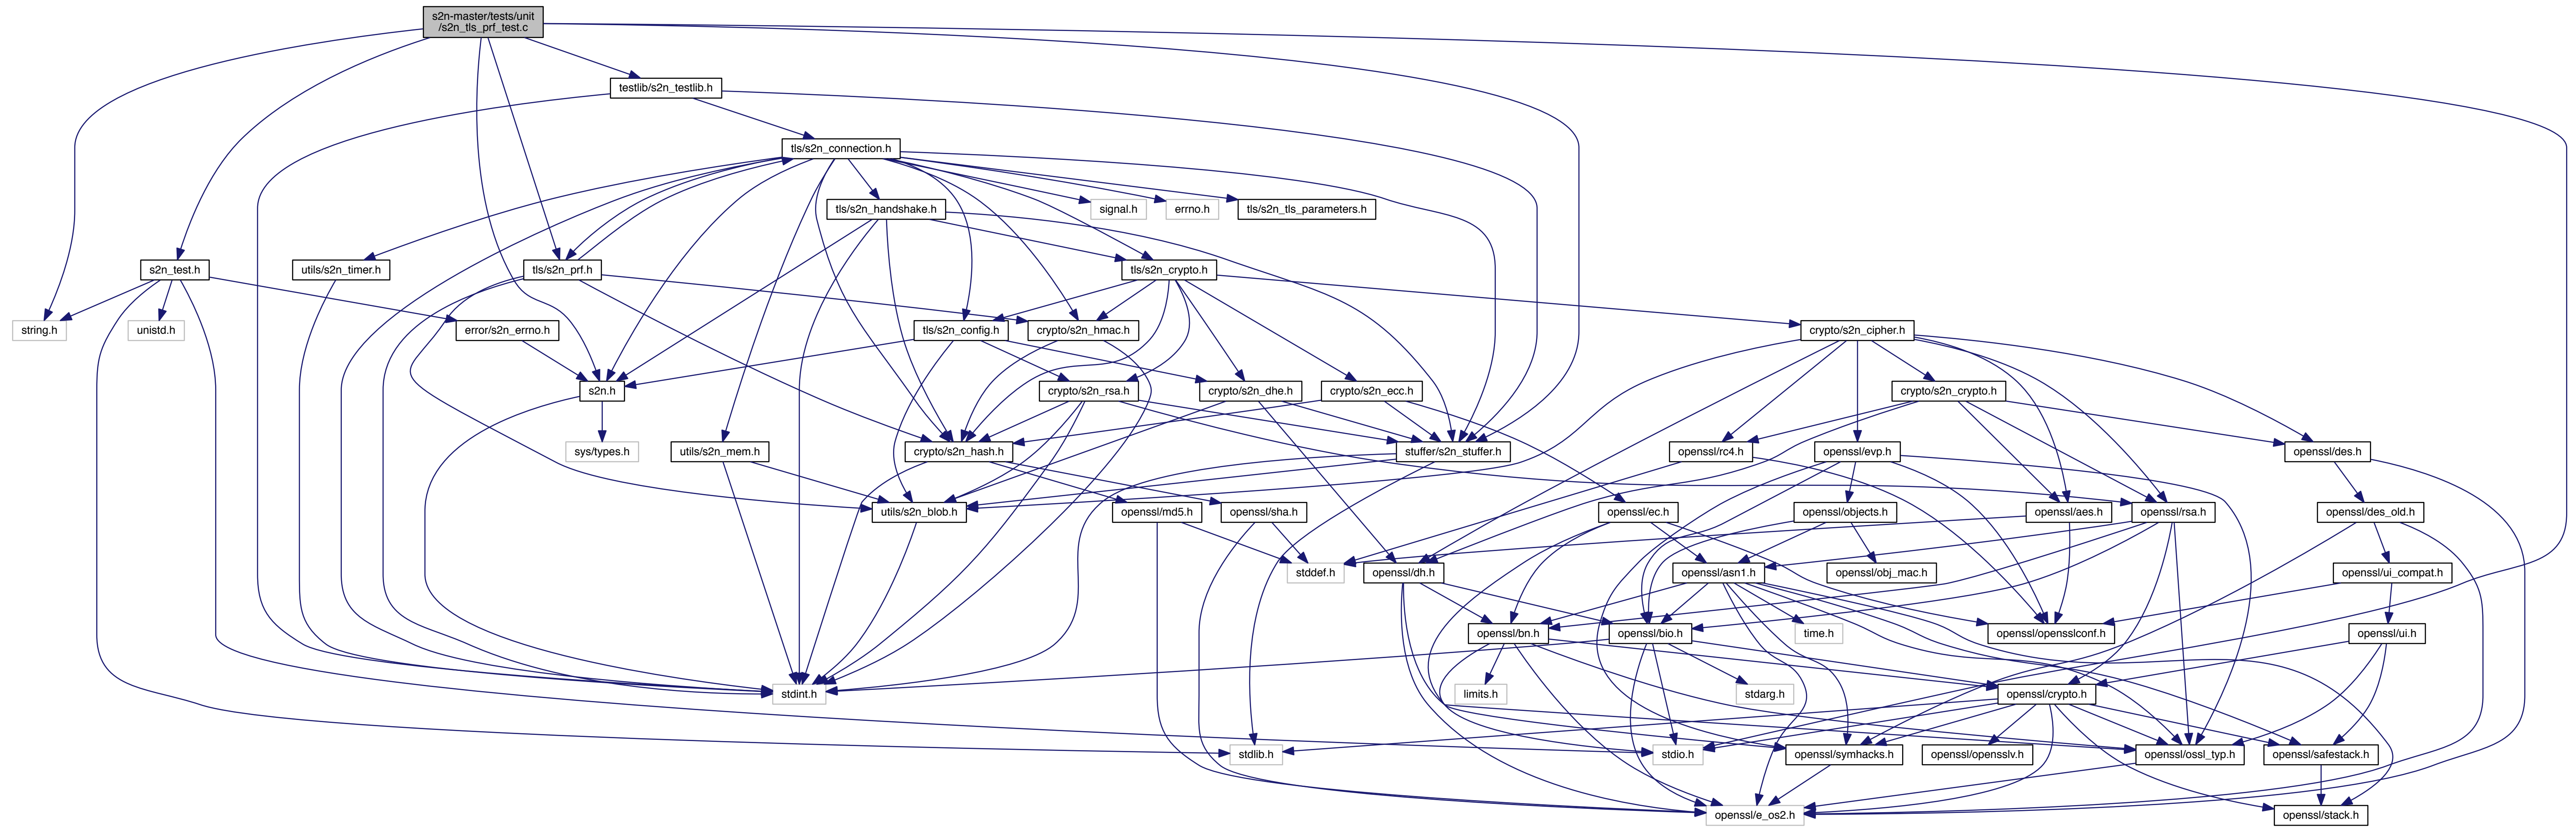 s2n-master/tests/unit
/s2n_tls_prf_test.c
testlib/s2n_testlib.h
tls/s2n_connection.h
tls/s2n_handshake.h
signal.h
errno.h
tls/s2n_tls_parameters.h
s2n_test.h
utils/s2n_timer.h
tls/s2n_prf.h
tls/s2n_crypto.h
string.h
unistd.h
error/s2n_errno.h
tls/s2n_config.h
crypto/s2n_hmac.h
crypto/s2n_cipher.h
s2n.h
crypto/s2n_rsa.h
crypto/s2n_dhe.h
crypto/s2n_ecc.h
crypto/s2n_crypto.h
sys/types.h
utils/s2n_mem.h
crypto/s2n_hash.h
stuffer/s2n_stuffer.h
openssl/rc4.h
openssl/evp.h
openssl/des.h
utils/s2n_blob.h
openssl/md5.h
openssl/sha.h
openssl/ec.h
openssl/objects.h
openssl/aes.h
openssl/rsa.h
openssl/des_old.h
stddef.h
openssl/dh.h
openssl/asn1.h
openssl/obj_mac.h
openssl/ui_compat.h
openssl/bn.h
openssl/bio.h
time.h
openssl/opensslconf.h
openssl/ui.h
stdint.h
limits.h
stdarg.h
openssl/crypto.h
stdlib.h
stdio.h
openssl/symhacks.h
openssl/opensslv.h
openssl/ossl_typ.h
openssl/safestack.h
openssl/e_os2.h
openssl/stack.h